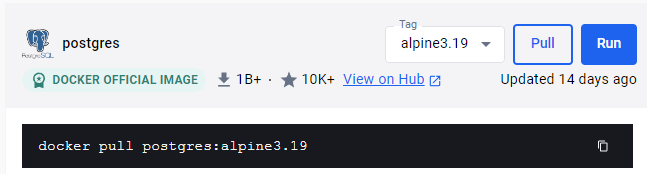 Tag
PostgreSQL postgres alpine3.19 Pull Run
DOCKER OFFICIAL IMAGE 1B+ · 10K+ View on Hub Updated 14 days ago
docker pull postgres:alpine3.19